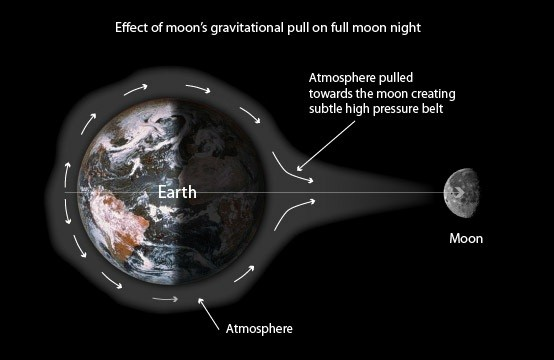 Effect of moon's gravitational pull on full moon night
Atmosphere pulled
towards the moon creating
subtle high pressure belt
Earth
Moon
Atmosphere